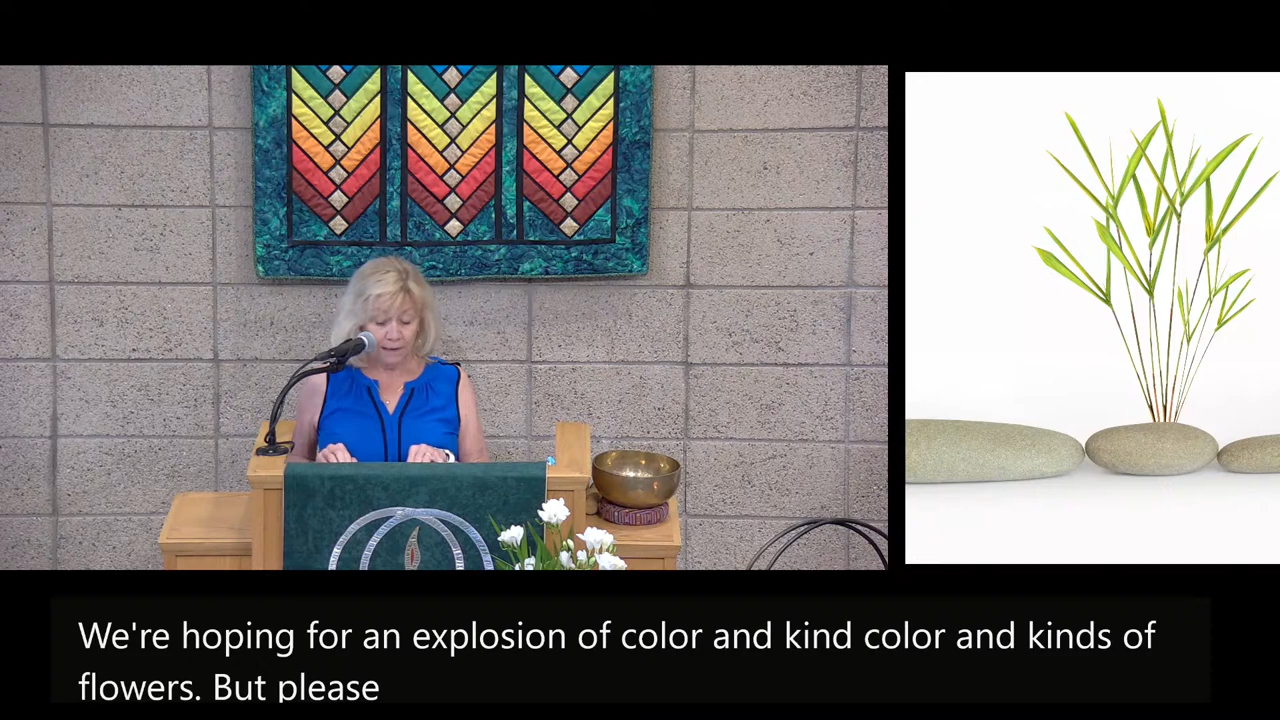 We're hoping for an explosion of color and kind color and kinds of
flowers. But please